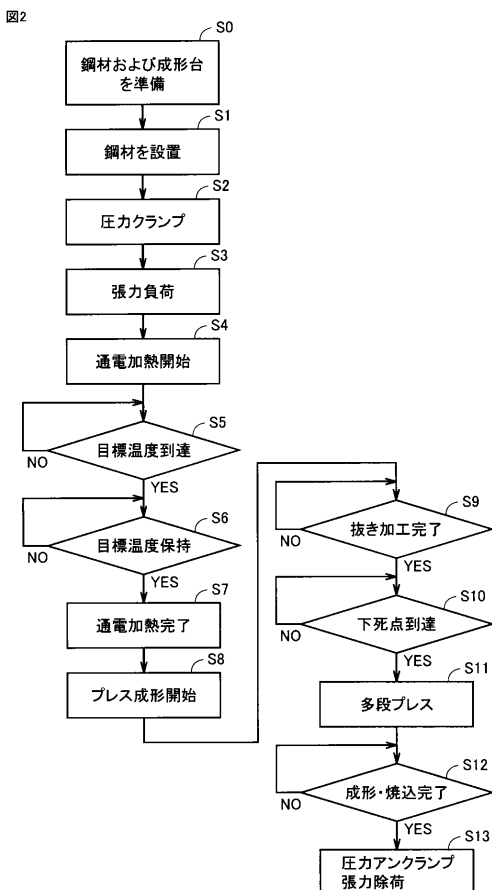 図2
S0
鋼材および成形台
を準備
S1
鋼材を設置
S2
圧力クランプ
S3
張力負荷
S4
通電加熱開始
S5
目標温度到達
NO
YES
S6
目標温度保持
NO
YES
S7
通電加熱完了
S8
プレス成形開始
S9
抜き加工完了
NO
YES
S10
下死点到達
NO
YES
S11
多段プレス
S12
成形・焼込完了
NO
YES
S13
圧力アンクランプ
張力除荷